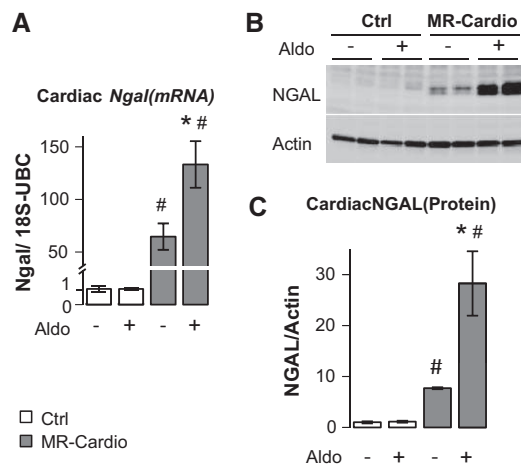 A
Cardiac Ngal(mRNA)
Ngal/ 18S-UBC
150
100
50
1
0
#
* #
Aldo - + - +
Ctrl
MR-Cardio
B
Ctrl MR-Cardio
Aldo - + - +
NGAL
Actin
C
CardiacNGAL(Protein)
NGAL/Actin
30
20
10
0
#
* #
Aldo - + - +